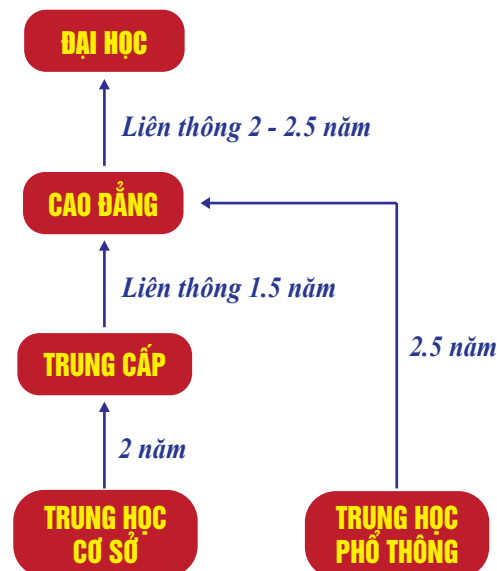 ĐẠI HỌC
Liên thông 2 - 2.5 năm
CAO ĐẲNG
Liên thông 1.5 năm
TRUNG CẤP
2.5 năm
2 năm
TRUNG HỌC
CƠ SỞ
TRUNG HỌC
PHỔ THÔNG